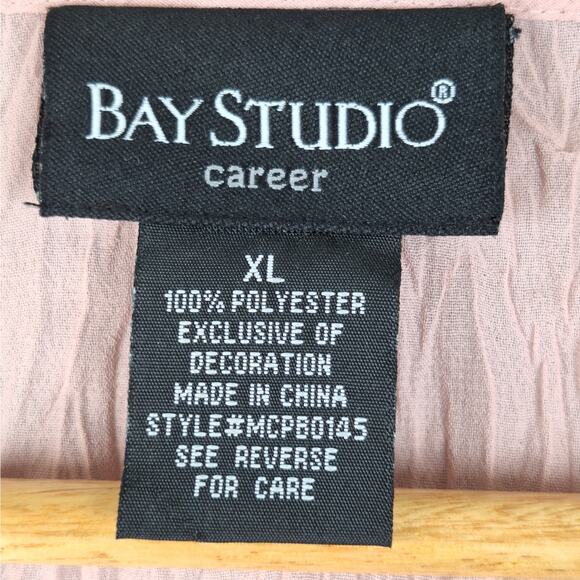 BAY STUDIO®
career
XL
100% POLYESTER
EXCLUSIVE OF
DECORATION
MADE IN CHINA
STYLE#MCPB0145
SEE REVERSE
FOR CARE